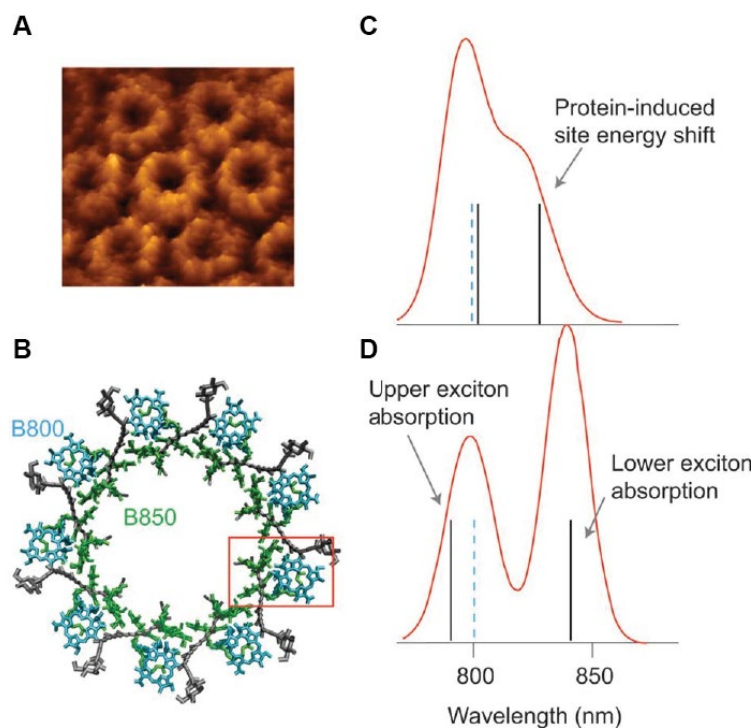 A
B
B800
B850
C
Protein-induced
site energy shift
D
Upper exciton
absorption
Lower exciton
absorption
800
850
Wavelength (nm)